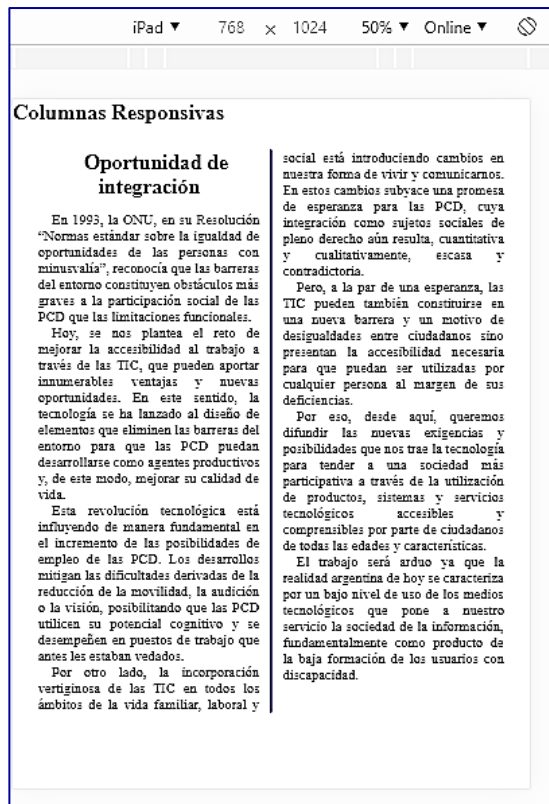 iPad ▼ 768 × 1024 50% ▼ Online ▼
Columnas Responsivas
Oportunidad de
integración
En 1993, la ONU, en su Resolución
“Normas estándar sobre la igualdad de
oportunidades de las personas con
minusvalía”, reconocía que las barreras
del entorno constituyen obstáculos más
graves a la participación social de las
PCD que las limitaciones funcionales.
Hoy, se nos plantea el reto de
mejorar la accesibilidad al trabajo a
través de las TIC, que pueden aportar
innumerables ventajas y nuevas
oportunidades. En este sentido, la
tecnología se ha lanzado al diseño de
elementos que eliminen las barreras del
entorno para que las PCD puedan
desarrollarse como agentes productivos
y, de este modo, mejorar su calidad de
vida.
Esta revolución tecnológica está
influyendo de manera fundamental en
el incremento de las posibilidades de
empleo de las PCD. Los desarrollos
mitigan las dificultades derivadas de la
reducción de la movilidad, la audición
o la visión, posibilitando que las PCD
utilicen su potencial cognitivo y se
desempeñen en puestos de trabajo que
antes les estaban vedados.
Por otro lado, la incorporación
vertiginosa de las TIC en todos los
ámbitos de la vida familiar, laboral y
social está introduciendo cambios en
nuestra forma de vivir y comunicarnos.
En estos cambios subyace una promesa
de esperanza para las PCD, cuya
integración como sujetos sociales de
pleno derecho aún resulta, cuantitativa
y cualitativamente, escasa y
contradictoria.
Pero, a la par de una esperanza, las
TIC pueden también constituirse en
una nueva barrera y un motivo de
desigualdades entre ciudadanos sino
presentan la accesibilidad necesaria
para que puedan ser utilizadas por
cualquier persona al margen de sus
deficiencias.
Por eso, desde aquí, queremos
difundir las nuevas exigencias y
posibilidades que nos trae la tecnología
para tender a una sociedad más
participativa a través de la utilización
de productos, sistemas y servicios
tecnológicos accesibles y
comprensibles por parte de ciudadanos
de todas las edades y características.
El trabajo será arduo ya que la
realidad argentina de hoy se caracteriza
por un bajo nivel de uso de los medios
tecnológicos que pone a nuestro
servicio la sociedad de la información,
fundamentalmente como producto de
la baja formación de los usuarios con
discapacidad.